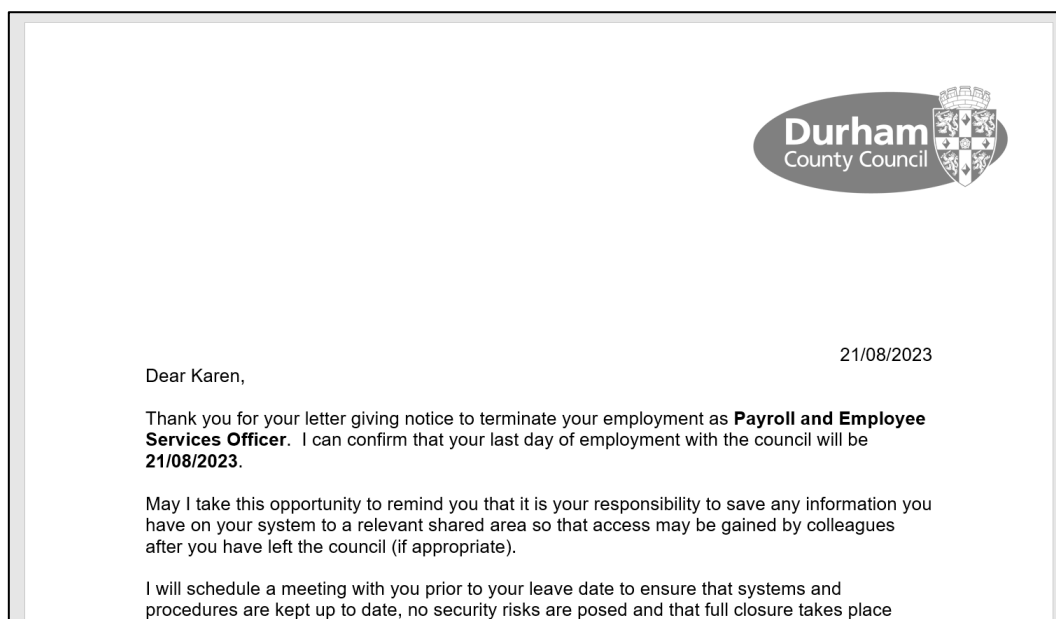 Durham
County Council
21/08/2023
Dear Karen,
Thank you for your letter giving notice to terminate your employment as Payroll and Employee
Services Officer.  I can confirm that your last day of employment with the council will be
21/08/2023.
May I take this opportunity to remind you that it is your responsibility to save any information you
have on your system to a relevant shared area so that access may be gained by colleagues
after you have left the council (if appropriate).
I will schedule a meeting with you prior to your leave date to ensure that systems and
procedures are kept up to date, no security risks are posed and that full closure takes place